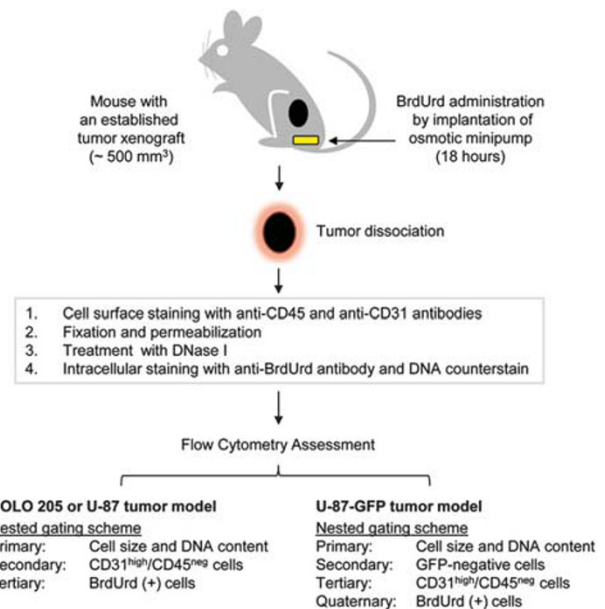 Mouse with
an established
tumor xenograft
(~ 500 mm³)
BrdUrd administration
by implantation of
osmotic minipump
(18 hours)
Tumor dissociation
1. Cell surface staining with anti-CD45 and anti-CD31 antibodies
2. Fixation and permeabilization
3. Treatment with DNase I
4. Intracellular staining with anti-BrdUrd antibody and DNA counterstain
Flow Cytometry Assessment
OLO 205 or U-87 tumor model
ested gating scheme
rimary: Cell size and DNA content
econdary: CD31ʰⁱᵍʰ/CD45ⁿᵉᵍ cells
ertiary: BrdUrd (+) cells
U-87-GFP tumor model
Nested gating scheme
Primary: Cell size and DNA content
Secondary: GFP-negative cells
Tertiary: CD31ʰⁱᵍʰ/CD45ⁿᵉᵍ cells
Quaternary: BrdUrd (+) cells